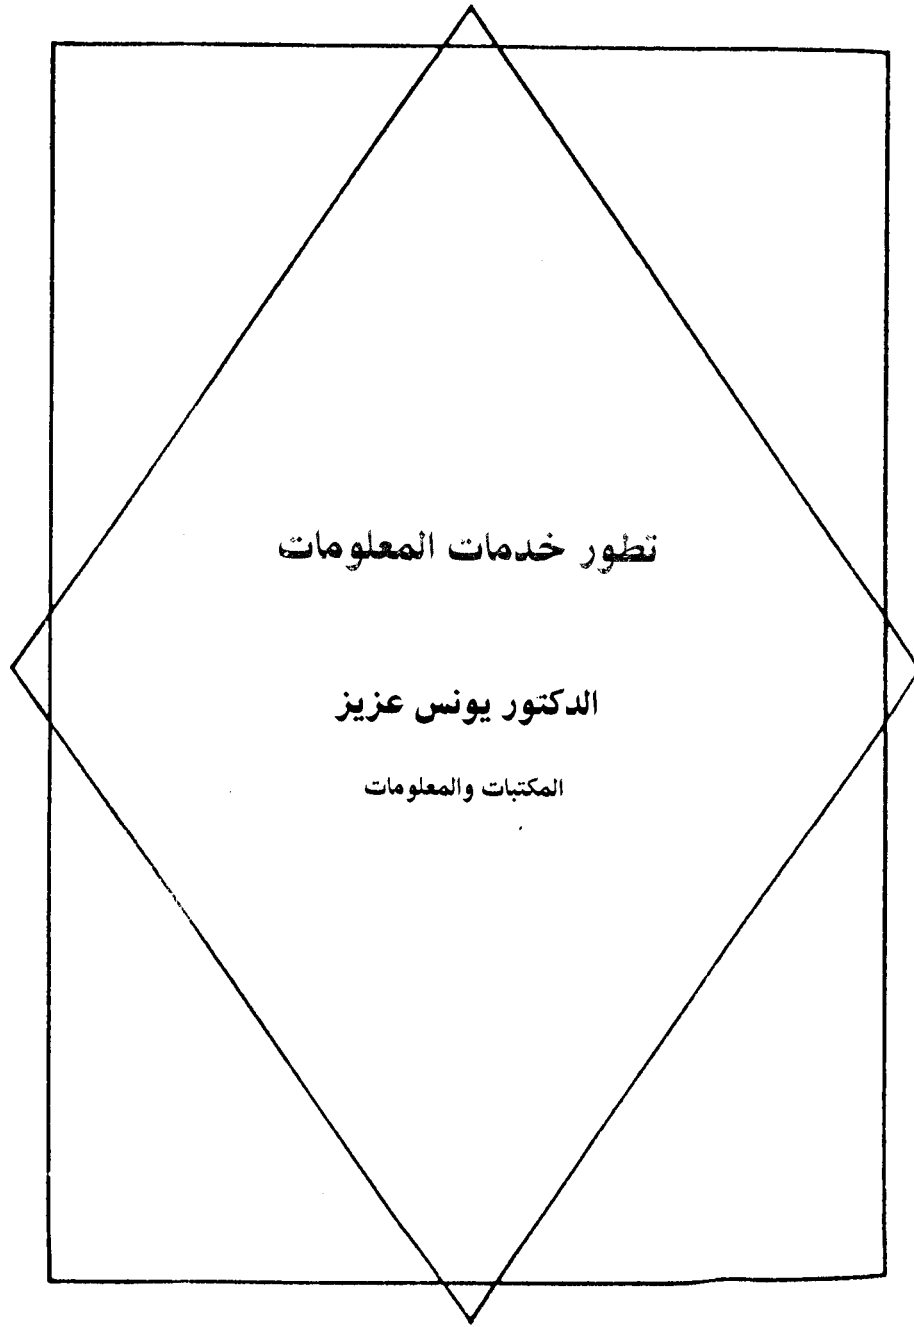 تطور خدمات المعلومات
الدكتور يونس عزيز
المكتبات والمعلومات